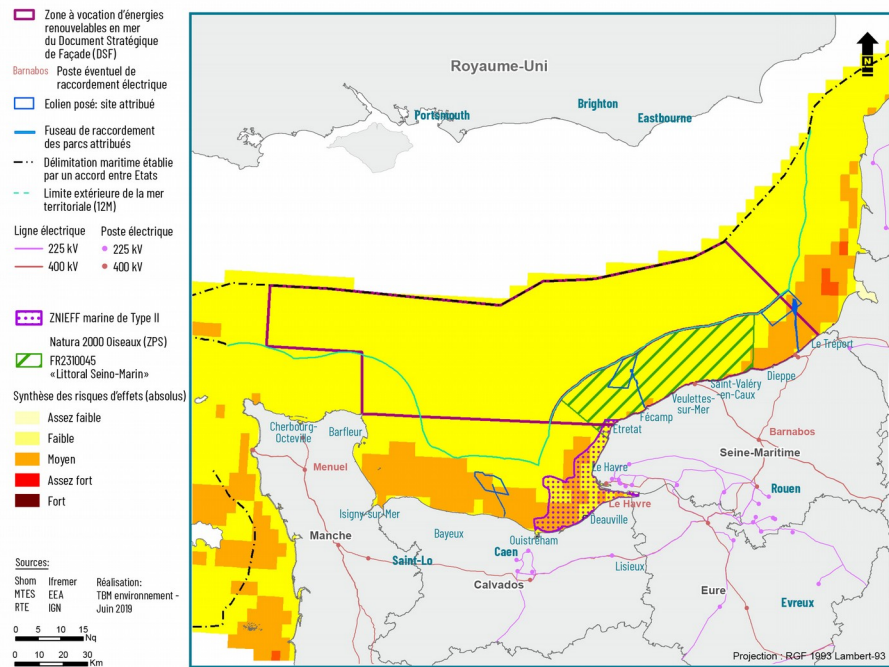 Zone à vocation d'énergies
renouvelables en mer
du Document Stratégique
de Façade (DSF)
Barnabos Poste éventuel de
raccordement électrique
Eolien posé: site attribué
Fuseau de raccordement
des parcs attribués
Délimitation maritime établie
par un accord entre Etats
Limite extérieure de la mer
territoriale (12M)
Ligne électrique Poste électrique
225 kV 225 kV
400 kV 400 kV
ZNIEFF marine de Type II
Natura 2000 Oiseaux (ZPS)
FR2310045
«Littoral Seino-Marin»
Synthèse des risques d'effets (absolus)
Assez faible
Faible
Moyen
Assez fort
Fort
Sources:
Shom Ifremer Réalisation:
MTES EEA TBM environnement -
RTE IGN Juin 2019
0 5 10 15
Nq
0 10 20 30
Km
N
Royaume-Uni
Portsmouth
Brighton
Eastbourne
Le Tréport
Dieppe
Saint-Valéry
-en-Caux
Veulettes-
sur-Mer
Fécamp
Etretat
Barnabos
Seine-Maritime
Cherbourg-
Octeville
Barfleur
Menuel
Le Havre
Le Havre
Rouen
Isigny-sur-Mer
Bayeux
Ouistreham
Deauville
Manche
Caen
Saint-Lo
Lisieux
Calvados
Eure
Evreux
Projection : RGF 1993 Lambert-93